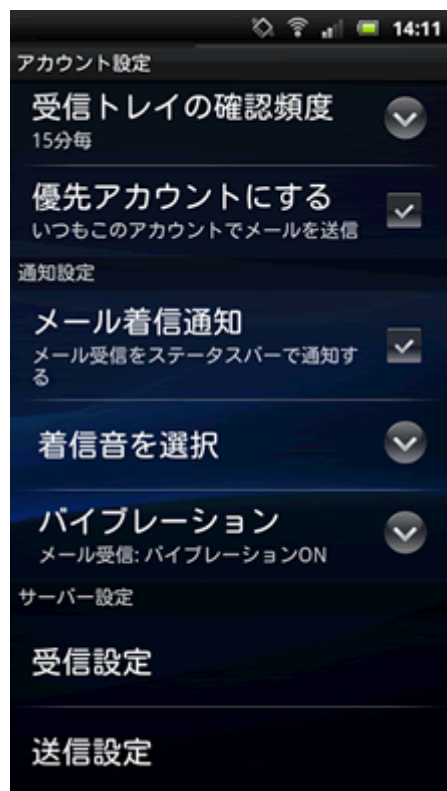 14:11
アカウント設定
受信トレイの確認頻度
15分毎
優先アカウントにする
いつもこのアカウントでメールを送信
通知設定
メール着信通知
メール受信をステータスバーで通知す
る
着信音を選択
バイブレーション
メール受信: バイブレーションON
サーバー設定
受信設定
送信設定